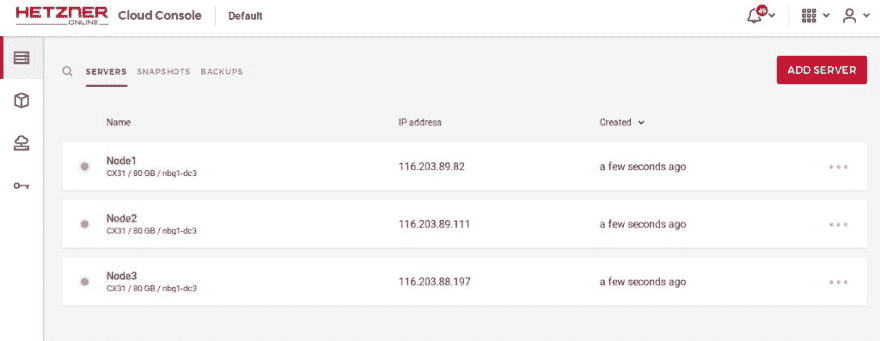 HETZNER
ONLINE
Cloud Console
Default
49
SERVERS SNAPSHOTS BACKUPS
ADD SERVER
Name IP address Created
Node1
CX31 / 80 GB / nbg1-dc3
116.203.89.82
a few seconds ago
Node2
CX31 / 80 GB / nbg1-dc3
116.203.89.111
a few seconds ago
Node3
CX31 / 80 GB / nbg1-dc3
116.203.88.197
a few seconds ago